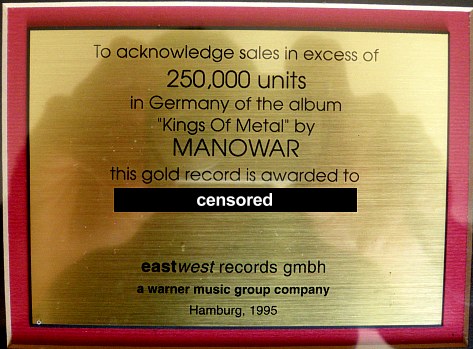 To acknowledge sales in excess of
250,000 units
in Germany of the album
"Kings Of Metal" by
MANOWAR
this gold record is awarded to
censored
eastwest records gmbh
a warner music group company
Hamburg, 1995